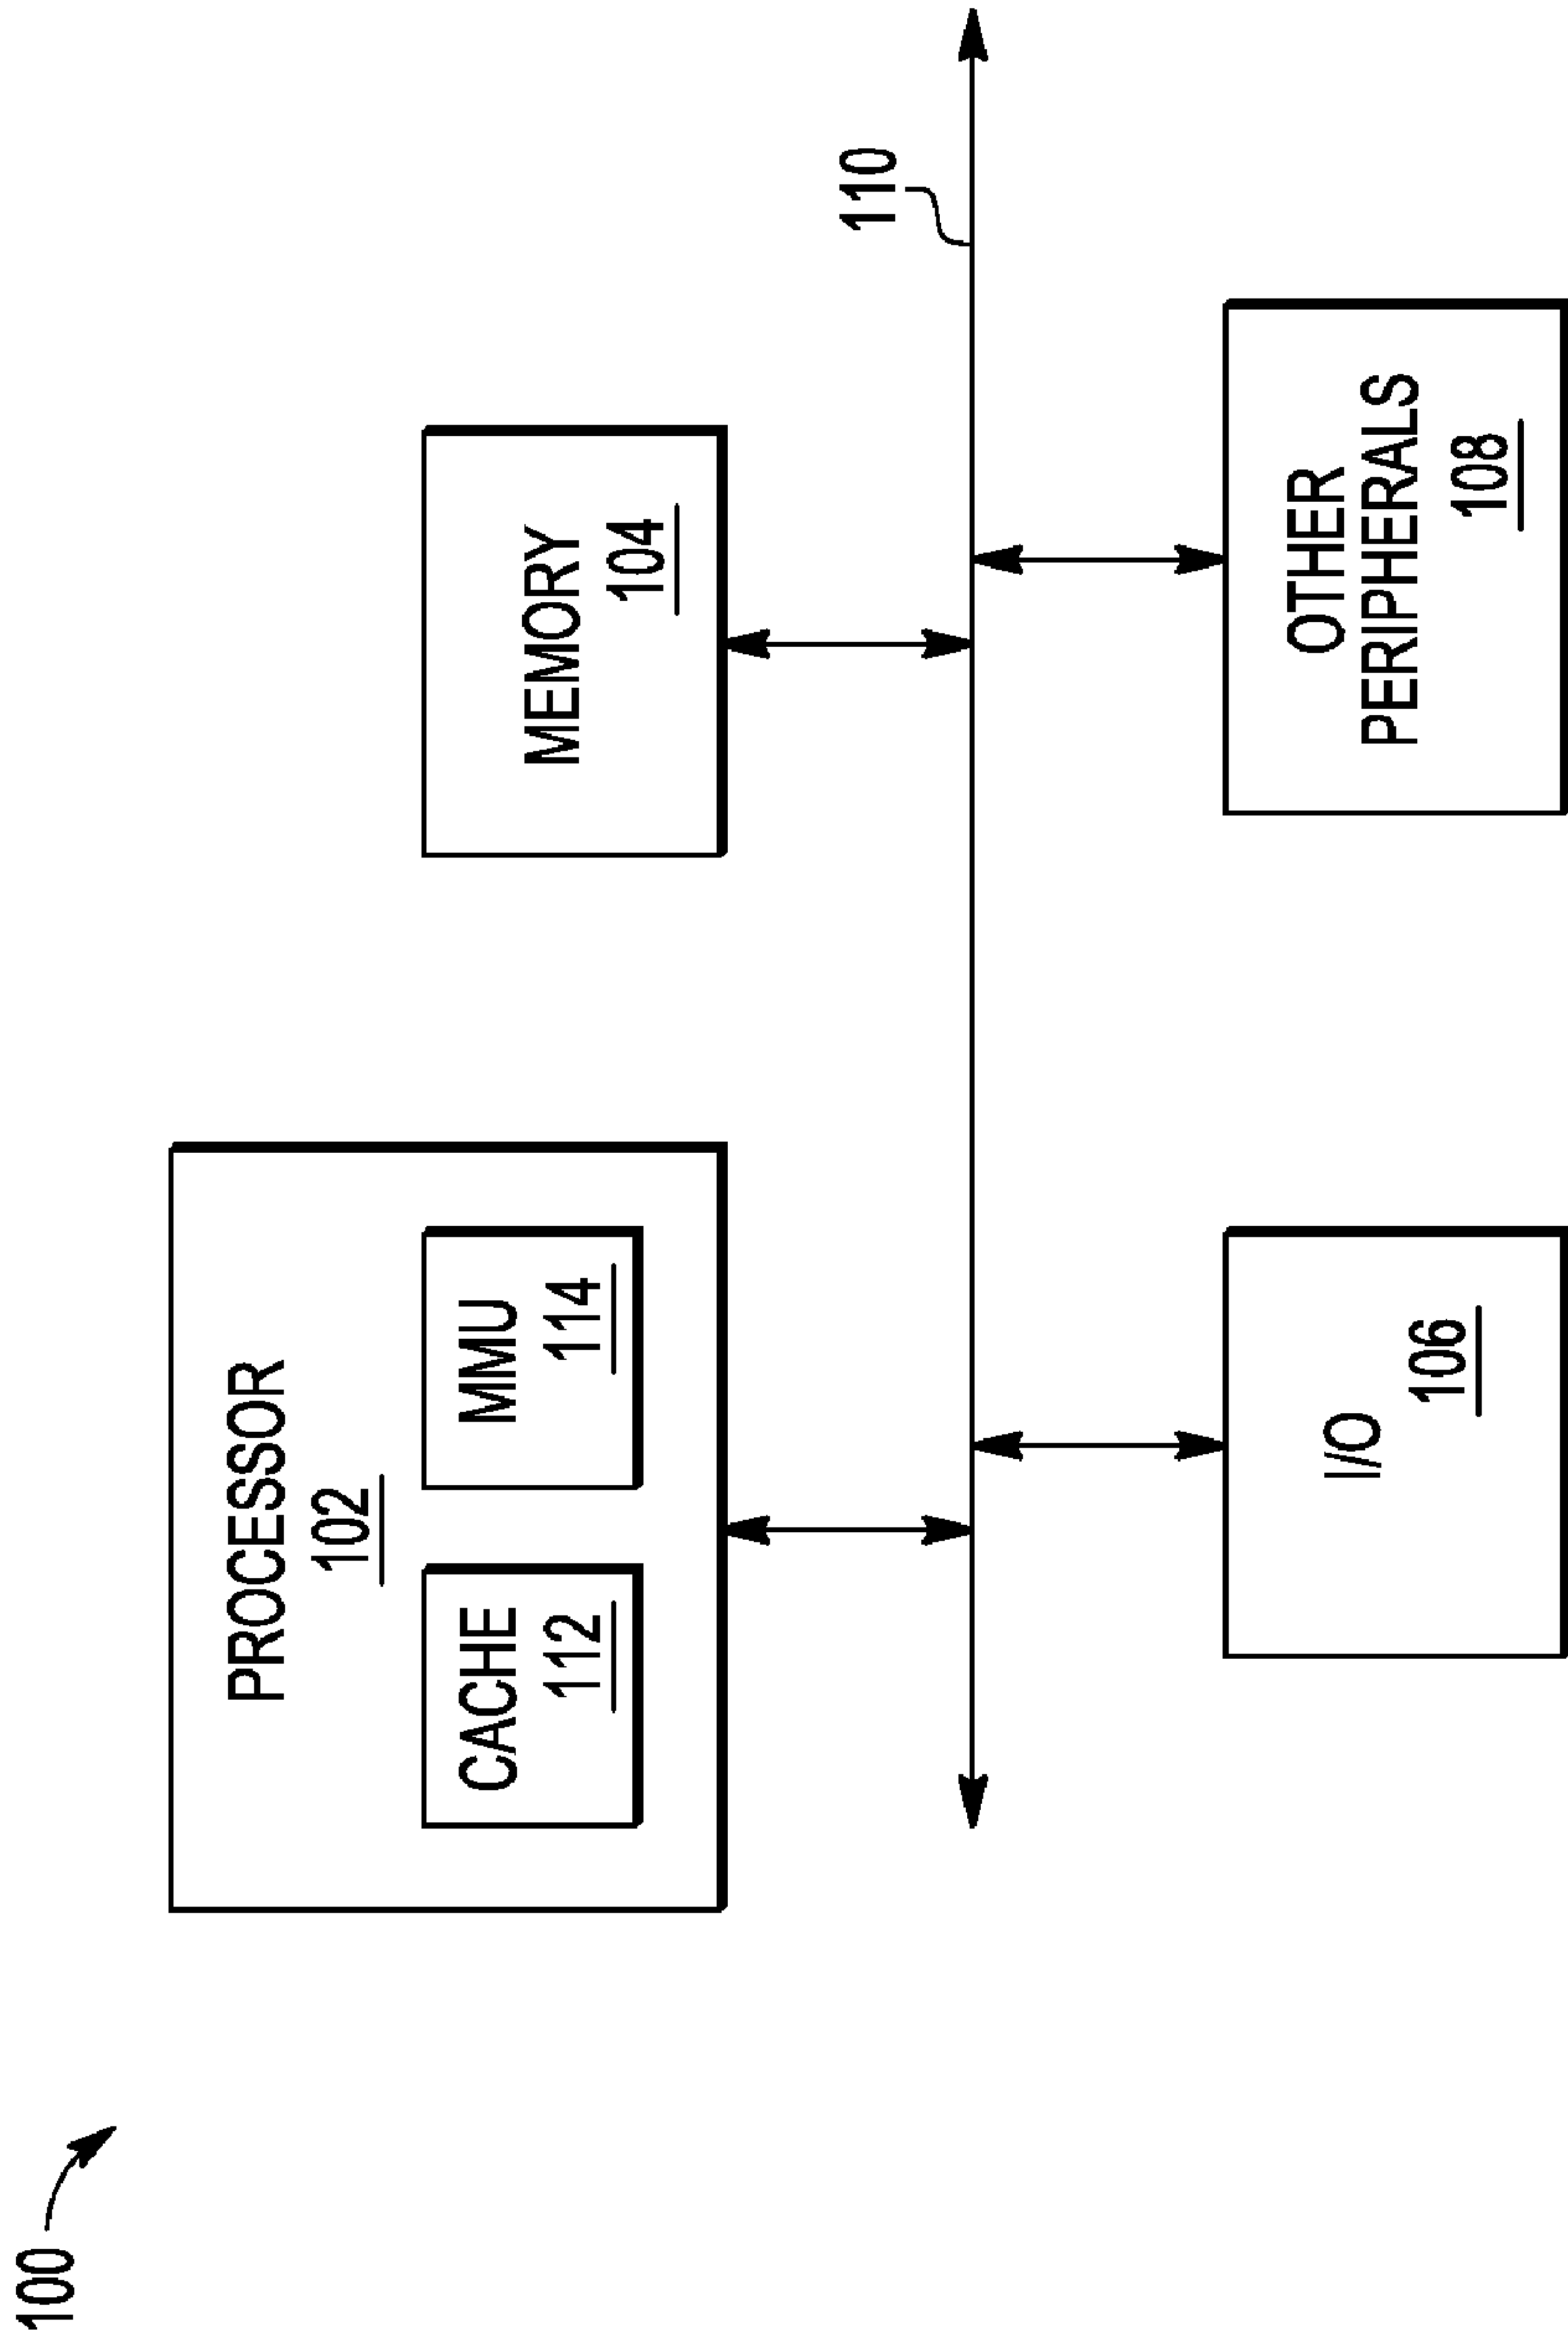 100
PROCESSOR
102
CACHE
112
MMU
114
MEMORY
104
110
I/O
106
OTHER
PERIPHERALS
108